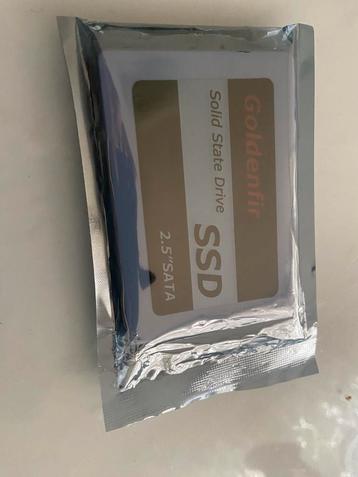 Goldenfir
Solid State Drive
SSD
2.5"SATA